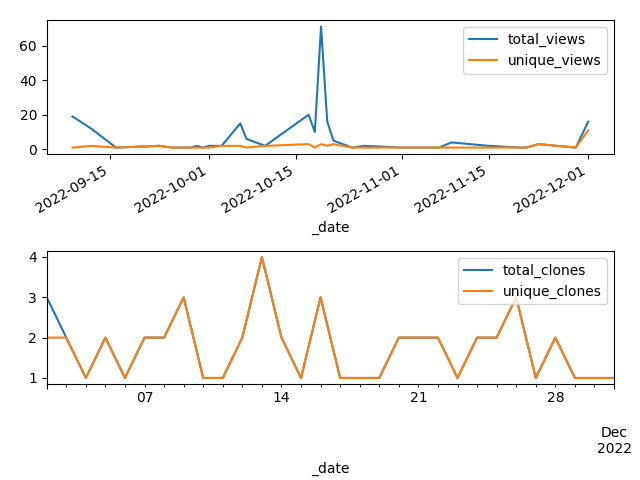 60
40
20
0
total_views
unique_views
2022-09-15
2022-10-01
2022-10-15
2022-11-01
2022-11-15
2022-12-01
_date
4
3
2
1
total_clones
unique_clones
07
14
21
28
Dec
2022
_date